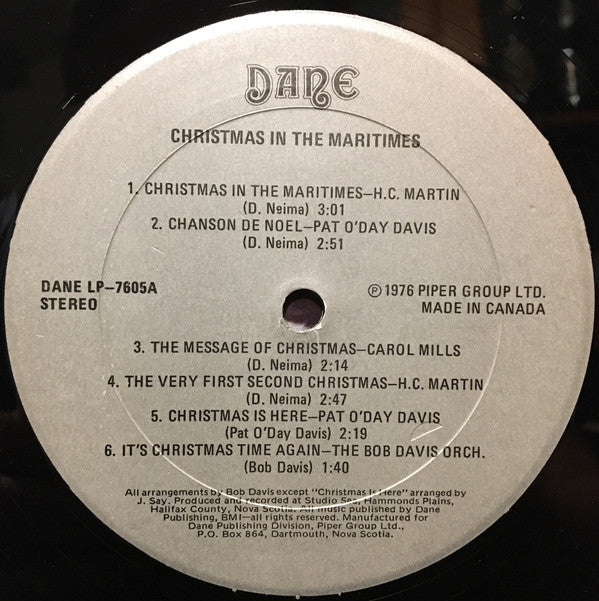 DANE
CHRISTMAS IN THE MARITIMES
1. CHRISTMAS IN THE MARITIMES—H.C. MARTIN
(D. Neima) 3:01
2. CHANSON DE NOEL—PAT O'DAY DAVIS
(D. Neima) 2:51
DANE LP—7605A
STEREO
℗ 1976 PIPER GROUP LTD.
MADE IN CANADA
3. THE MESSAGE OF CHRISTMAS—CAROL MILLS
(D. Neima) 2:14
4. THE VERY FIRST SECOND CHRISTMAS—H.C. MARTIN
(D. Neima) 2:47
5. CHRISTMAS IS HERE—PAT O'DAY DAVIS
(Pat O'Day Davis) 2:19
6. IT'S CHRISTMAS TIME AGAIN—THE BOB DAVIS ORCH.
(Bob Davis) 1:40
All arrangements by Bob Davis except "Christmas Is Here" arranged by
J. Say. Produced and recorded at Studio Sea, Hammonds Plains,
Halifax County, Nova Scotia. All music published by Dane
Publishing, BMI—all rights reserved. Manufactured for
Dane Publishing Division, Piper Group Ltd.,
P.O. Box 864, Dartmouth, Nova Scotia.